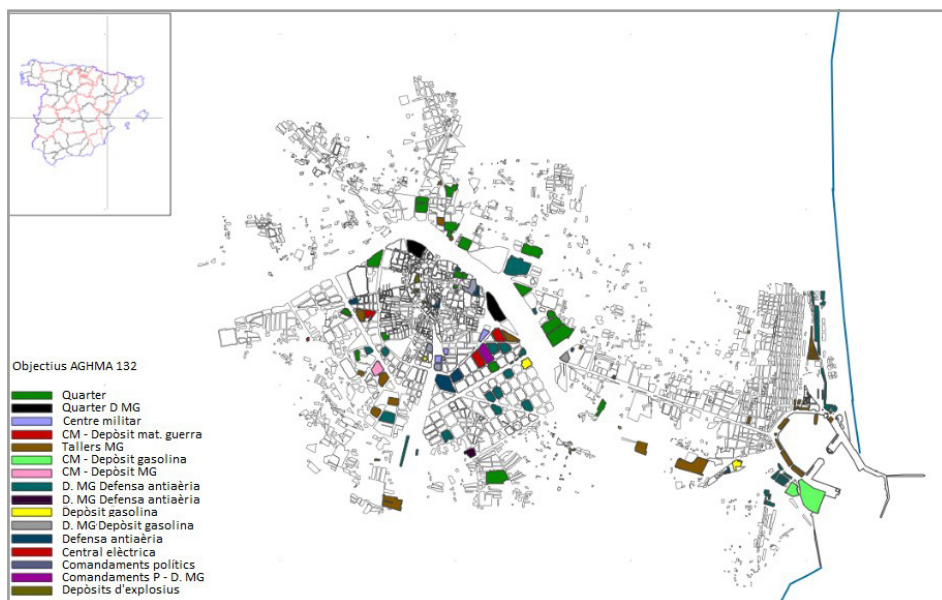 Objectius AGHMA 132
Quarter
Quarter D MG
Centre militar
CM - Depòsit mat. guerra
Tallers MG
CM - Depòsit gasolina
CM - Depòsit MG
D. MG Defensa antiaèria
D. MG Defensa antiaèria
Depòsit gasolina
D. MG Depòsit gasolina
Defensa antiaèria
Central elèctrica
Comandaments polítics
Comandaments P - D. MG
Depòsits d'explosius